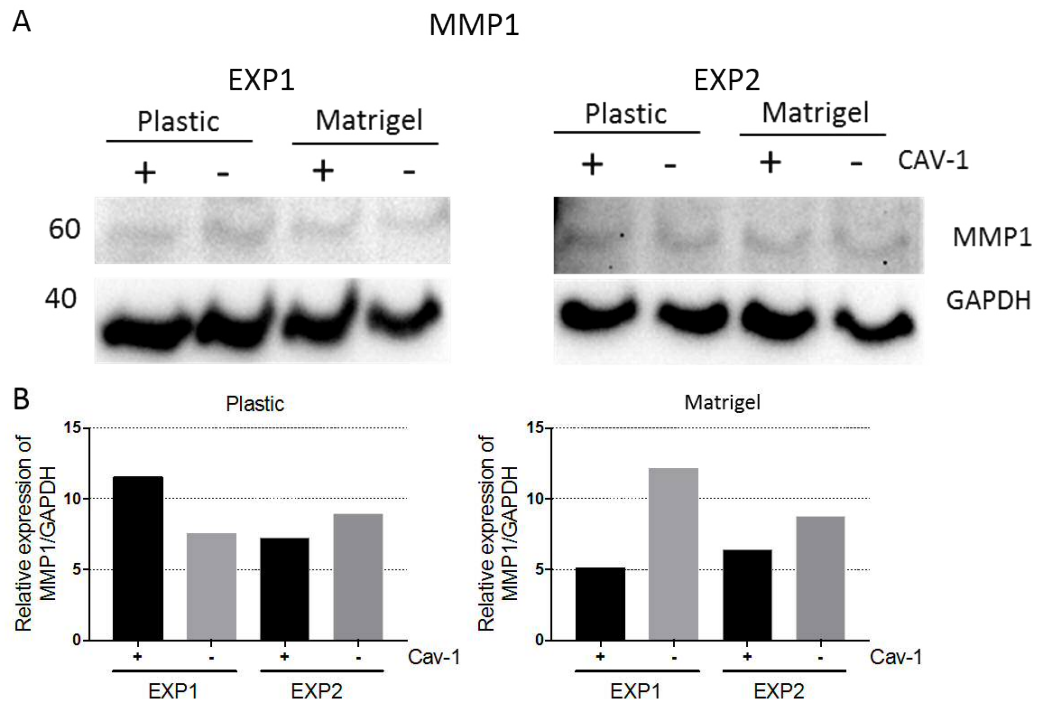 A
MMP1
EXP1
EXP2
Plastic
Matrigel
Plastic
Matrigel
+ - + -
+ - + - CAV-1
60
MMP1
40
GAPDH
B
Plastic
Matrigel
Relative expression of
MMP1/GAPDH
15
10
5
0
+ - + - Cav-1
EXP1
EXP2
Relative expression of
MMP1/GAPDH
15
10
5
0
+ - + - Cav-1
EXP1
EXP2